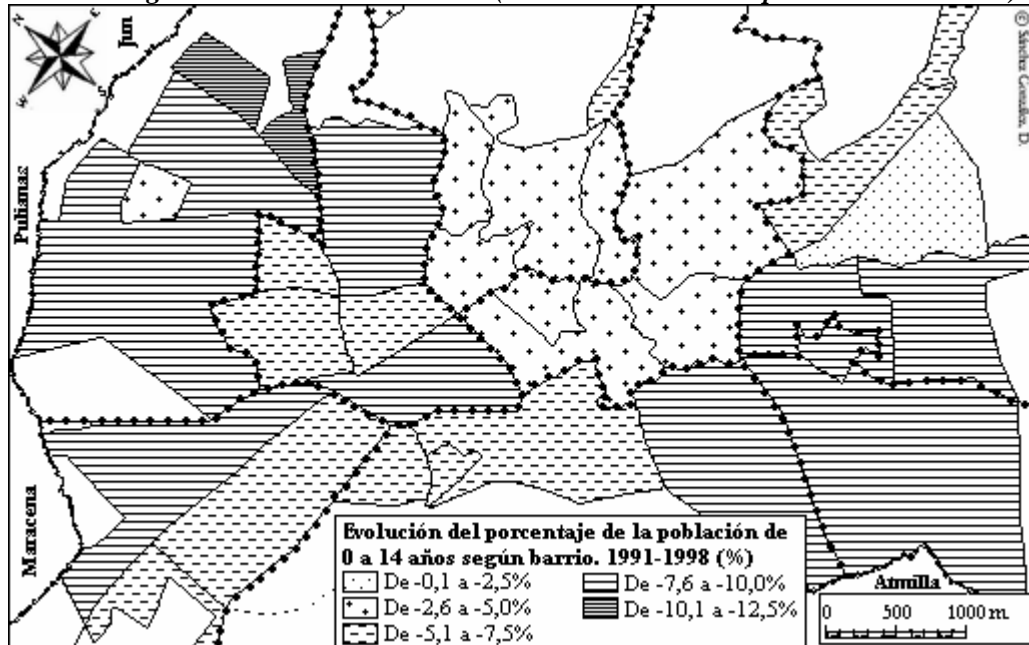 N
E
S
W
Jun
© Sánchez González, D.
Pulianas
Maracena
Evolución del porcentaje de la población de
0 a 14 años según barrio. 1991-1998 (%)
De -0,1 a -2,5%
De -2,6 a -5,0%
De -5,1 a -7,5%
De -7,6 a -10,0%
De -10,1 a -12,5%
Armilla
0 500 1000 m.